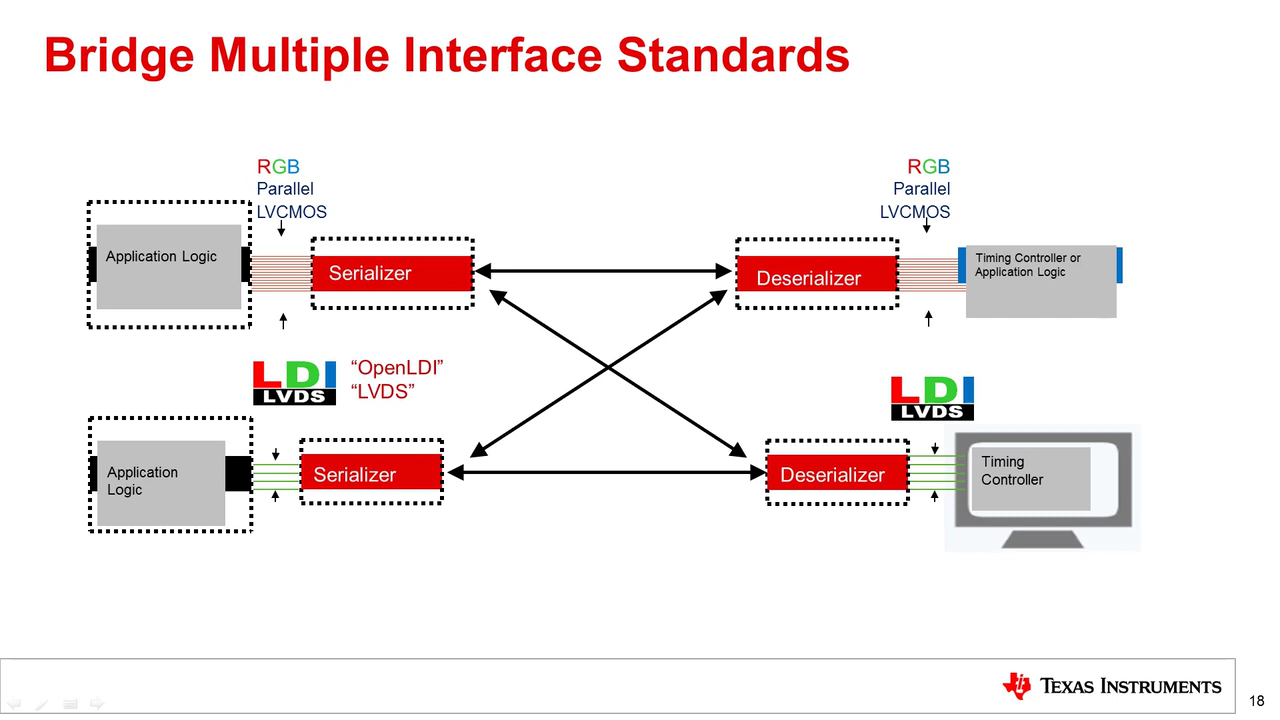 Bridge Multiple Interface Standards
RGB
Parallel
LVCMOS
RGB
Parallel
LVCMOS
Application Logic
Serializer
Deserializer
Timing Controller or
Application Logic
LDI
LVDS
“OpenLDI”
“LVDS”
LDI
LVDS
Application
Logic
Serializer
Deserializer
Timing
Controller
TEXAS INSTRUMENTS
18